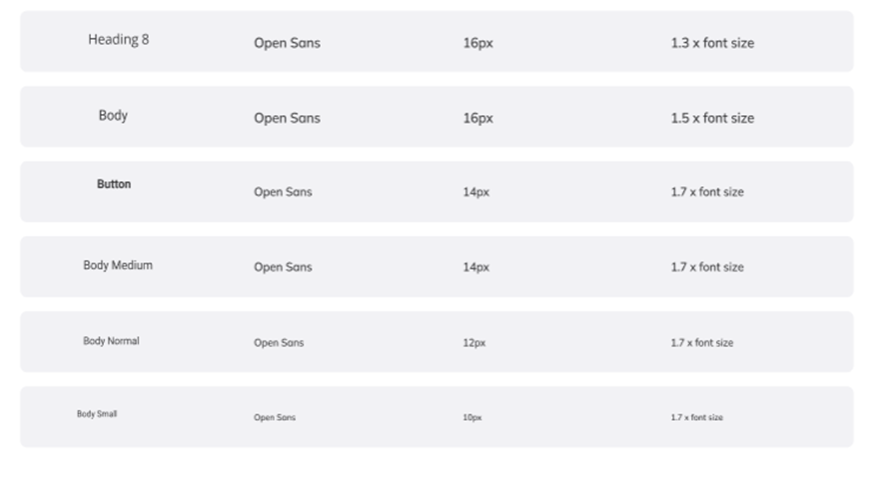 Heading 8 Open Sans 16px 1.3 x font size
Body Open Sans 16px 1.5 x font size
Button Open Sans 14px 1.7 x font size
Body Medium Open Sans 14px 1.7 x font size
Body Normal Open Sans 12px 1.7 x font size
Body Small Open Sans 10px 1.7 x font size